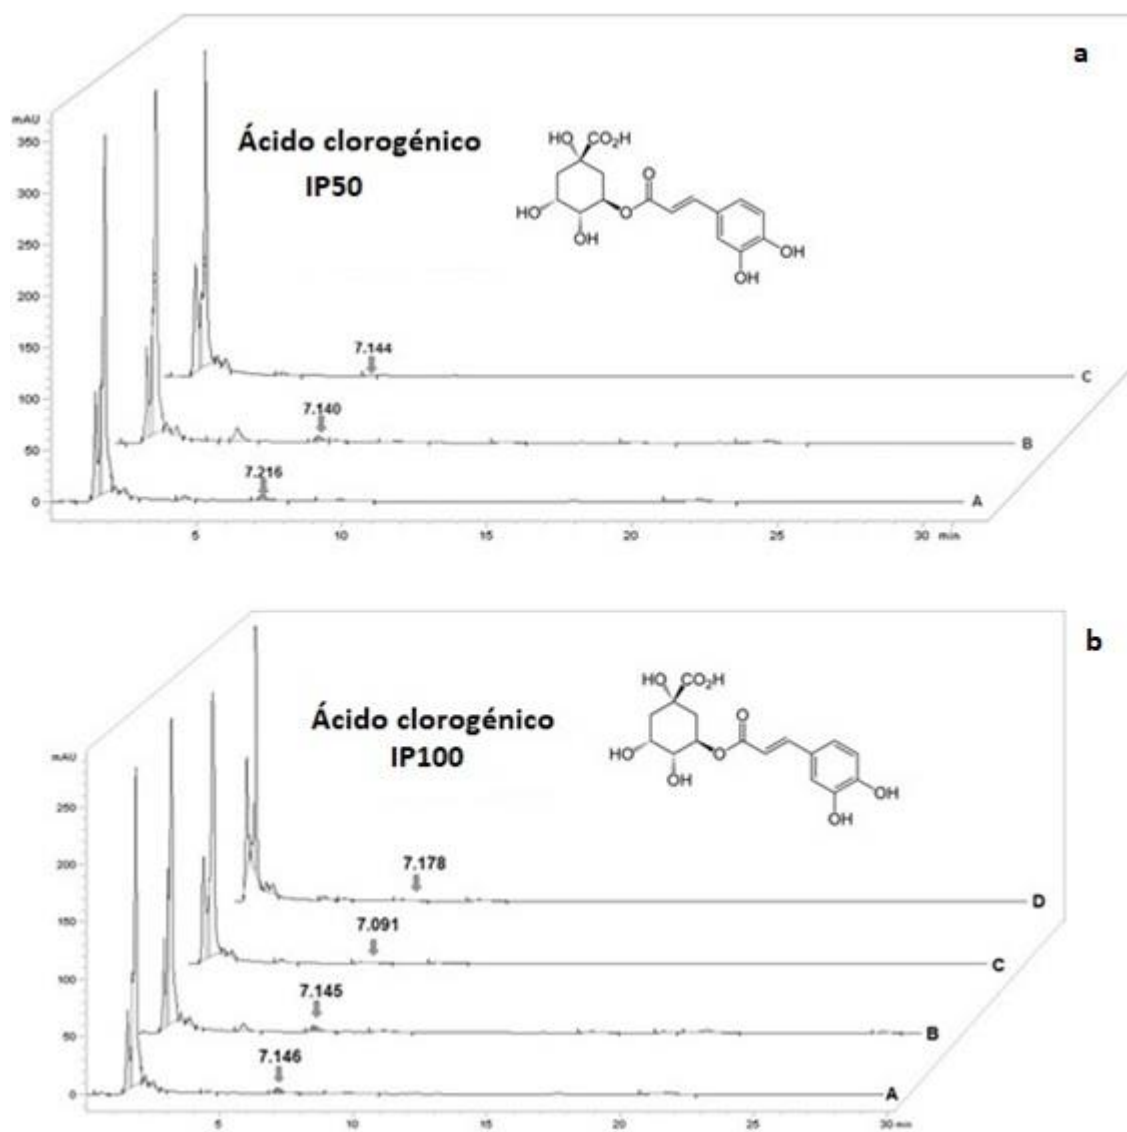 a
mAU
Ácido clorogénico
IP50
HO
CO₂H
O
HO
O
OH
OH
OH
350
300
250
200
150
100
50
0
7.144
C
7.140
B
7.216
A
5
10
15
20
25
30 min
b
Ácido clorogénico
IP100
HO
CO₂H
O
HO
O
OH
OH
OH
mAU
250
200
150
100
50
0
7.178
D
7.091
C
7.145
B
7.146
A
5
10
15
20
25
30 min